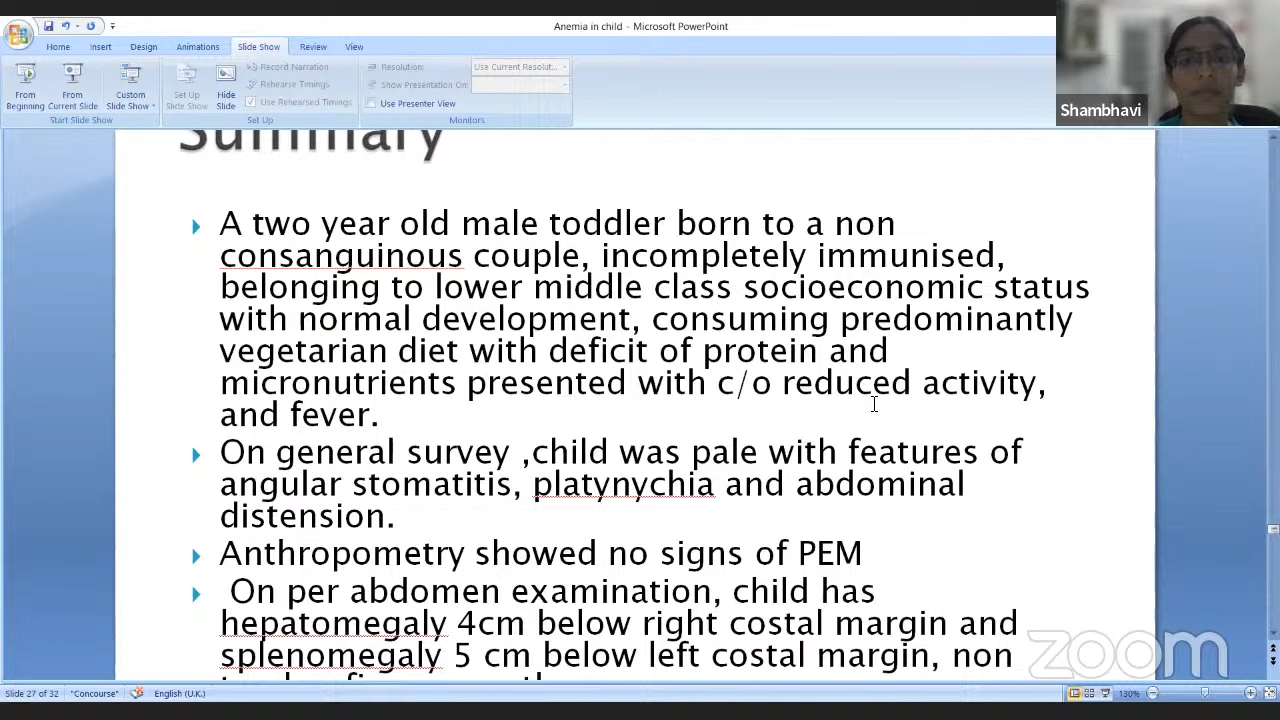 Anemia in child - Microsoft PowerPoint
Home Insert Design Animations Slide Show Review View
From Beginning
From Current Slide
Custom Slide Show
Start Slide Show
Set Up Slide Show
Hide Slide
Record Narration
Rehearse Timings
Use Rehearsed Timings
Set Up
Resolution: Use Current Resolut...
Show Presentation On:
Use Presenter View
Monitors
Shambhavi
Summary
A two year old male toddler born to a non
consanguinous couple, incompletely immunised,
belonging to lower middle class socioeconomic status
with normal development, consuming predominantly
vegetarian diet with deficit of protein and
micronutrients presented with c/o reduced activity,
and fever.
On general survey ,child was pale with features of
angular stomatitis, platynychia and abdominal
distension.
Anthropometry showed no signs of PEM
On per abdomen examination, child has
hepatomegaly 4cm below right costal margin and
splenomegaly 5 cm below left costal margin, non
zoom
Slide 27 of 32 "Concourse" English (U.K.) 130%